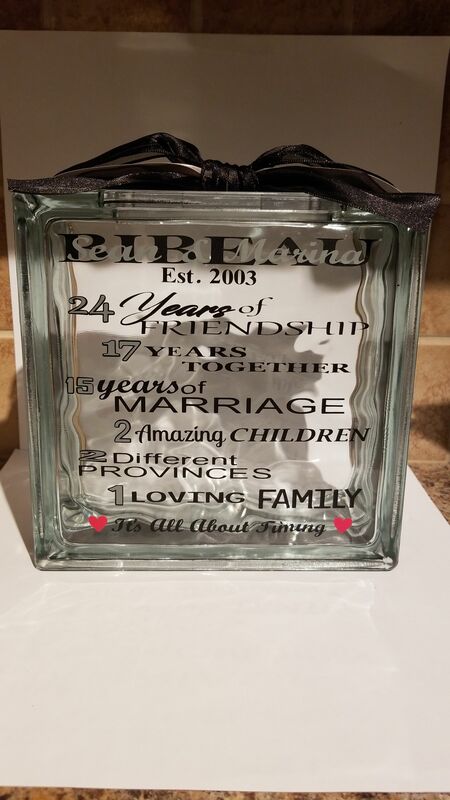 Sean & Marina
Est. 2003
24 Years of
FRIENDSHIP
17 YEARS
TOGETHER
15 years of
MARRIAGE
2 Amazing CHILDREN
2 Different
PROVINCES
1 LOVING FAMILY
It's All About Timing